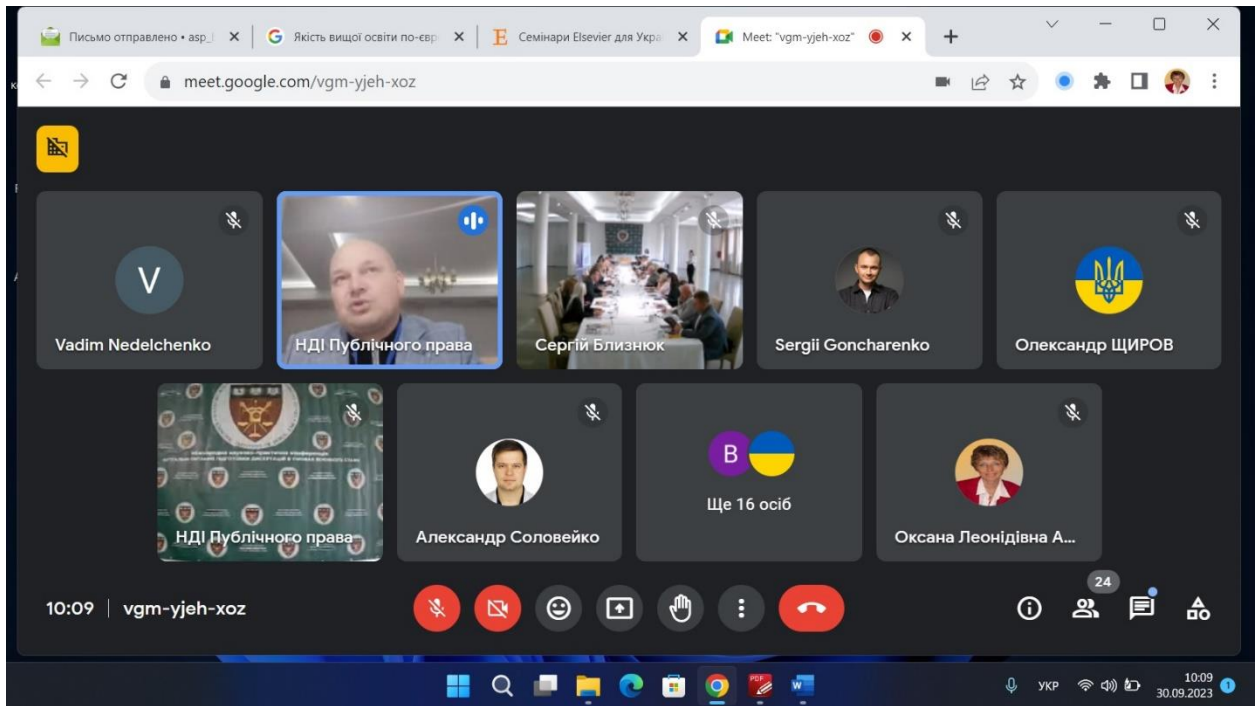 Письмо отправлено • asp_
Якість вищої освіти по-євр
Семінари Elsevier для Укра
Meet: "vgm-yjeh-xoz"
meet.google.com/vgm-yjeh-xoz
V
Vadim Nedelchenko
НДІ Публічного права
Сергій Близнюк
Sergii Goncharenko
Олександр ЩИРОВ
НДІ Публічного права
Александр Соловейко
В
Ще 16 осіб
Оксана Леонідівна А...
10:09 | vgm-yjeh-xoz
24
PDF
W
УКР
10:09
30.09.2023
1